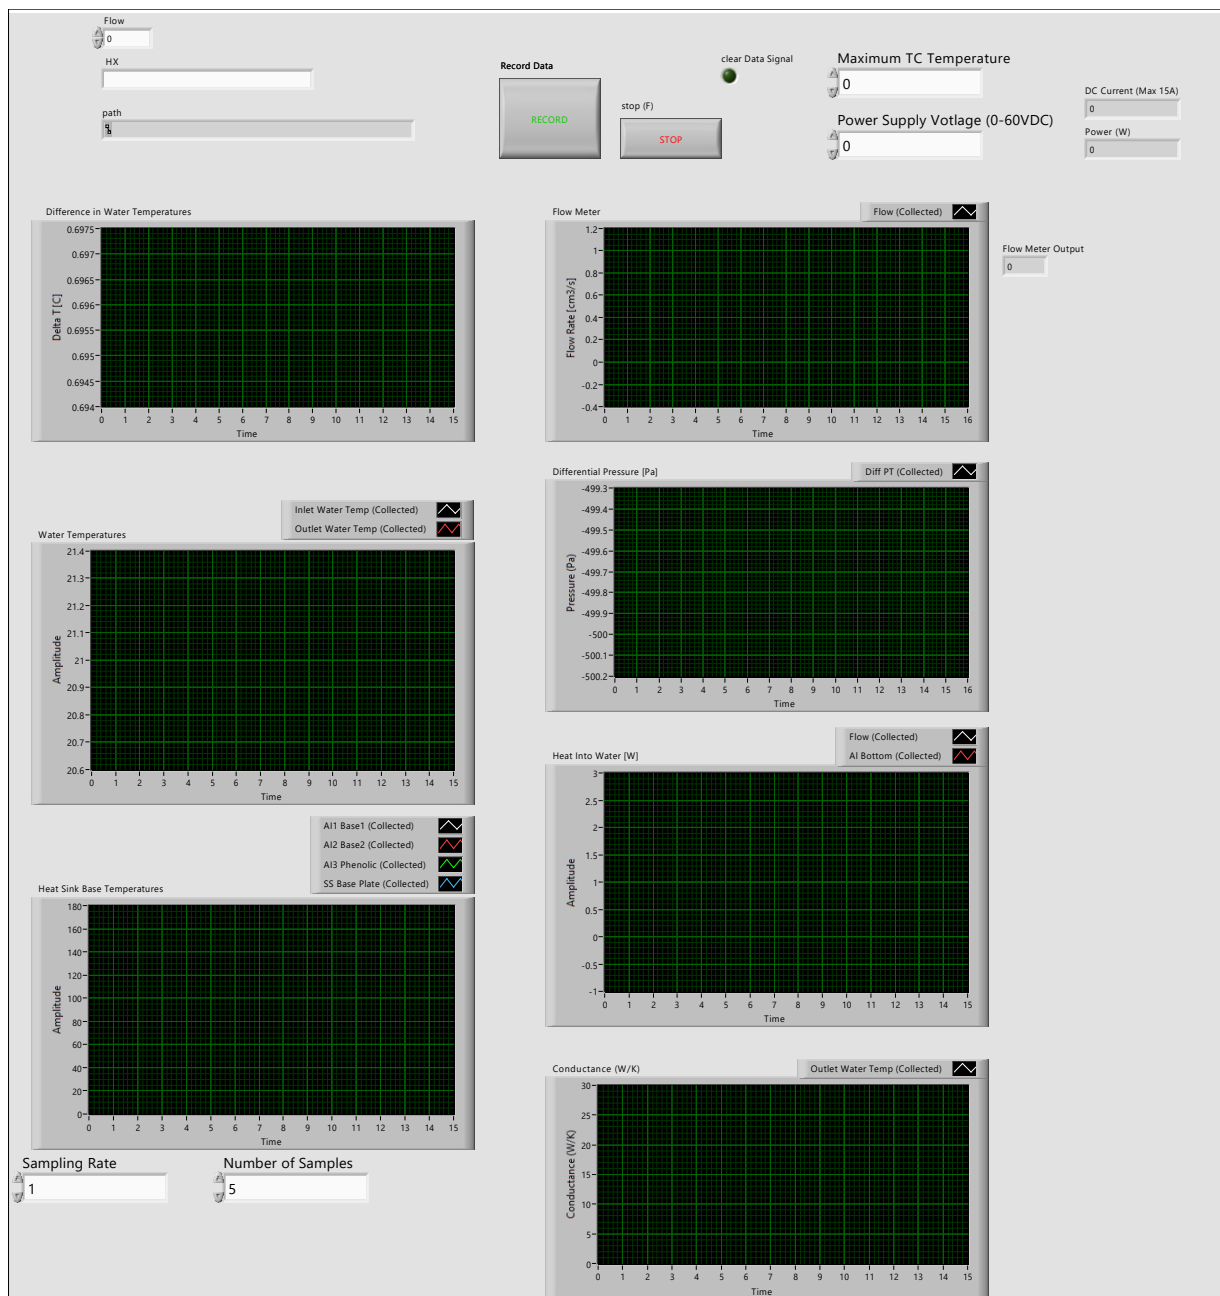 Flow
0
HX
path
Record Data
RECORD
stop (F)
STOP
clear Data Signal
Maximum TC Temperature
0
Power Supply Votlage (0-60VDC)
0
DC Current (Max 15A)
0
Power (W)
0
Difference in Water Temperatures
Delta T [C]
0.6975
0.697
0.6965
0.696
0.6955
0.695
0.6945
0.694
0 1 2 3 4 5 6 7 8 9 10 11 12 13 14 15
Time
Flow Meter
Flow (Collected)
Flow Rate [cm3/s]
1.2
1
0.8
0.6
0.4
0.2
0
-0.2
-0.4
0 1 2 3 4 5 6 7 8 9 10 11 12 13 14 15 16
Time
Flow Meter Output
0
Differential Pressure [Pa]
Diff PT (Collected)
Pressure (Pa)
-499.3
-499.4
-499.5
-499.6
-499.7
-499.8
-499.9
-500
-500.1
-500.2
0 1 2 3 4 5 6 7 8 9 10 11 12 13 14 15 16
Time
Water Temperatures
Inlet Water Temp (Collected)
Outlet Water Temp (Collected)
Amplitude
21.4
21.3
21.2
21.1
21
20.9
20.8
20.7
20.6
0 1 2 3 4 5 6 7 8 9 10 11 12 13 14 15
Time
Heat Into Water [W]
Flow (Collected)
Al Bottom (Collected)
Amplitude
3
2.5
2
1.5
1
0.5
0
-0.5
-1
0 1 2 3 4 5 6 7 8 9 10 11 12 13 14 15
Time
Heat Sink Base Temperatures
AI1 Base1 (Collected)
AI2 Base2 (Collected)
AI3 Phenolic (Collected)
SS Base Plate (Collected)
Amplitude
180
160
140
120
100
80
60
40
20
0
0 1 2 3 4 5 6 7 8 9 10 11 12 13 14 15
Time
Conductance (W/K)
Outlet Water Temp (Collected)
Conductance (W/K)
30
25
20
15
10
5
0
0 1 2 3 4 5 6 7 8 9 10 11 12 13 14 15
Time
Sampling Rate
1
Number of Samples
5